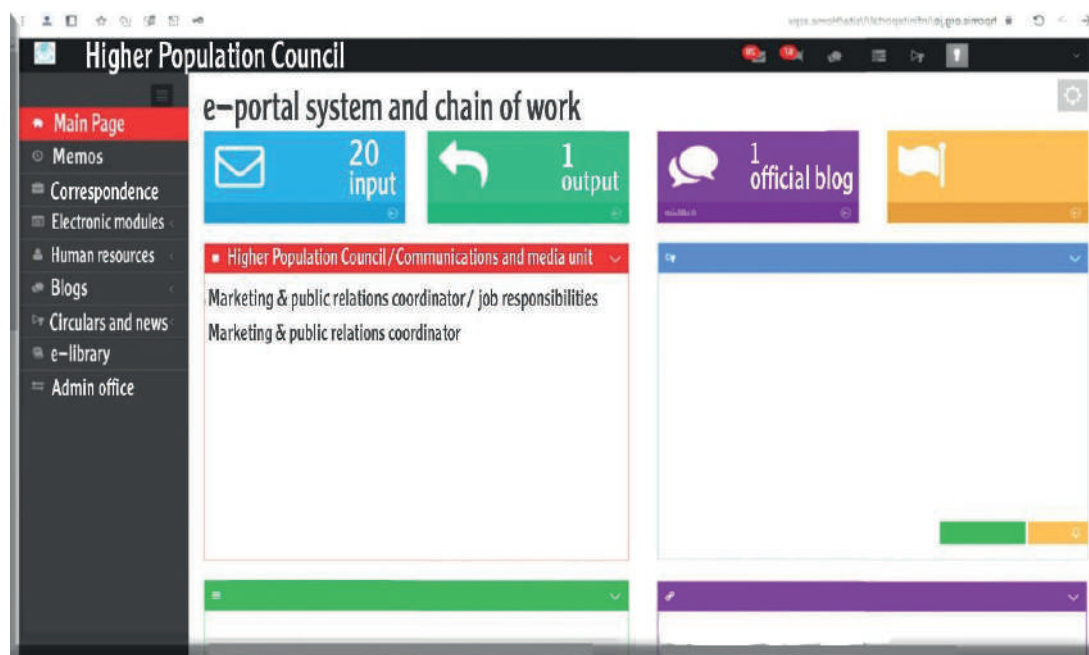 Higher Population Council
e-portal system and chain of work
Main Page
Memos
Correspondence
Electronic modules
Human resources
Blogs
Circulars and news
e-library
Admin office
20
input
1
output
1
official blog
Higher Population Council/Communications and media unit
Marketing & public relations coordinator/ job responsibilities
Marketing & public relations coordinator